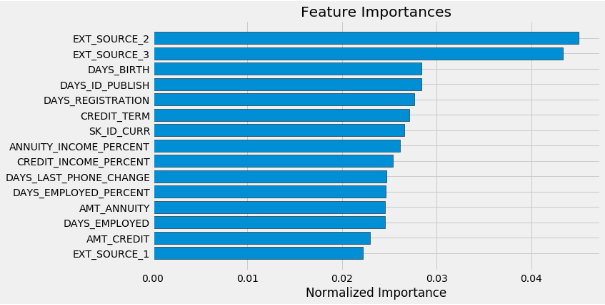 Feature Importances
EXT_SOURCE_2
EXT_SOURCE_3
DAYS_BIRTH
DAYS_ID_PUBLISH
DAYS_REGISTRATION
CREDIT_TERM
SK_ID_CURR
ANNUITY_INCOME_PERCENT
CREDIT_INCOME_PERCENT
DAYS_LAST_PHONE_CHANGE
DAYS_EMPLOYED_PERCENT
AMT_ANNUITY
DAYS_EMPLOYED
AMT_CREDIT
EXT_SOURCE_1
0.00 0.01 0.02 0.03 0.04
Normalized Importance